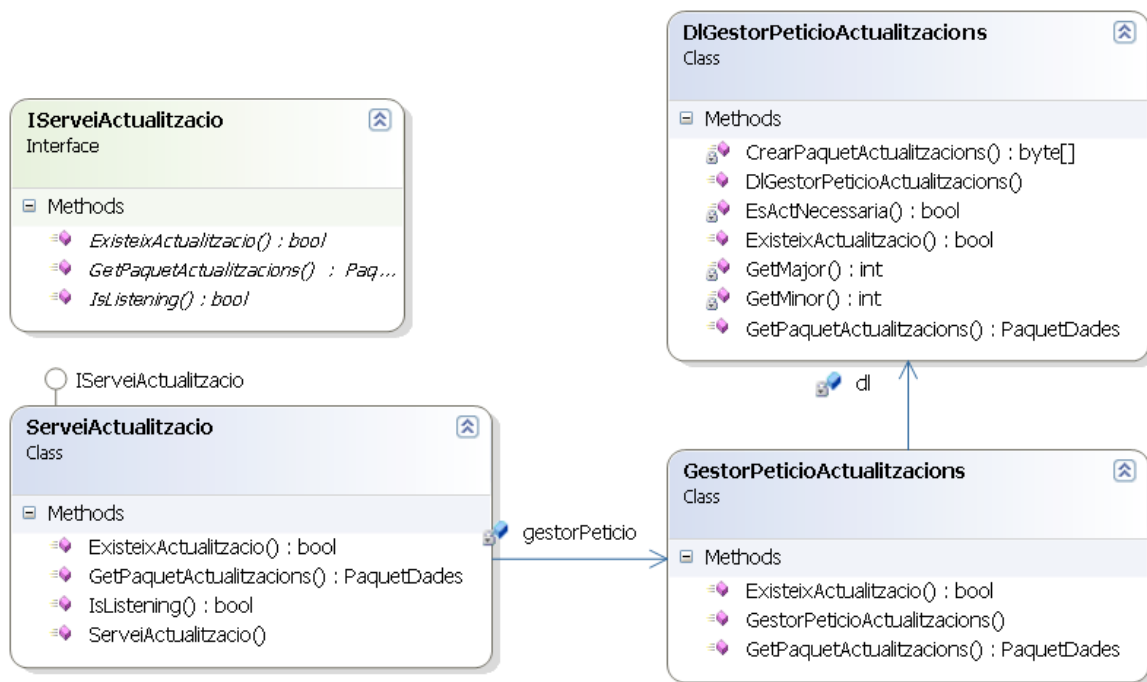 IServeiActualitzacio
Interface
Methods
ExisteixActualitzacio() : bool
GetPaquetActualitzacions() : Paq...
IsListening() : bool
IServeiActualitzacio
ServeiActualitzacio
Class
Methods
ExisteixActualitzacio() : bool
GetPaquetActualitzacions() : PaquetDades
IsListening() : bool
ServeiActualitzacio()
gestorPeticio
DlGestorPeticioActualitzacions
Class
Methods
CrearPaquetActualitzacions() : byte[]
DlGestorPeticioActualitzacions()
EsActNecessaria() : bool
ExisteixActualitzacio() : bool
GetMajor() : int
GetMinor() : int
GetPaquetActualitzacions() : PaquetDades
dl
GestorPeticioActualitzacions
Class
Methods
ExisteixActualitzacio() : bool
GestorPeticioActualitzacions()
GetPaquetActualitzacions() : PaquetDades